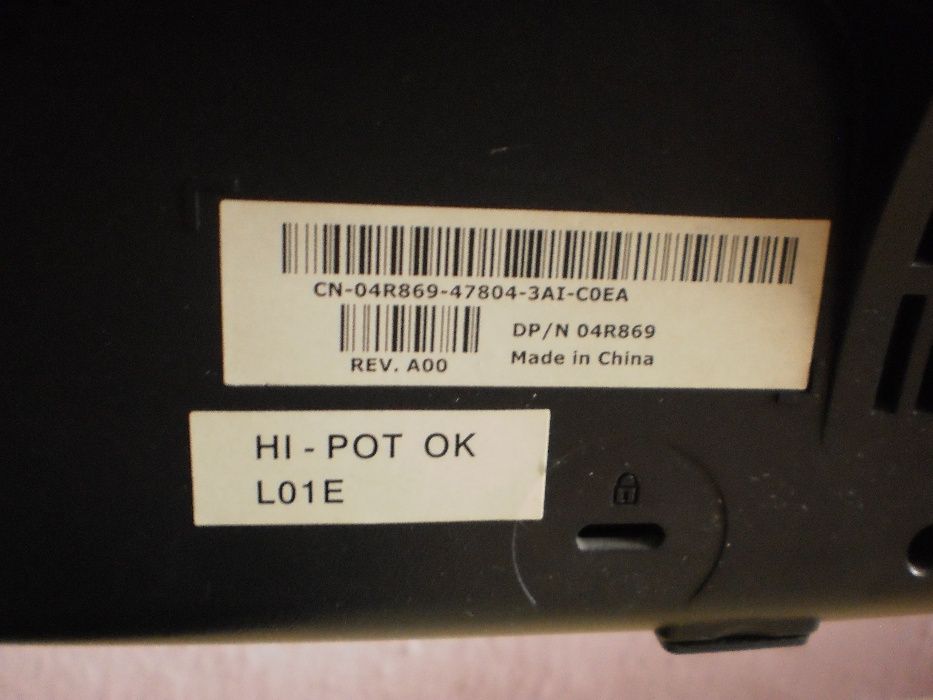 CN-04R869-47804-3AI-C0EA
DP/N 04R869
REV. A00
Made in China
HI-POT OK
L01E